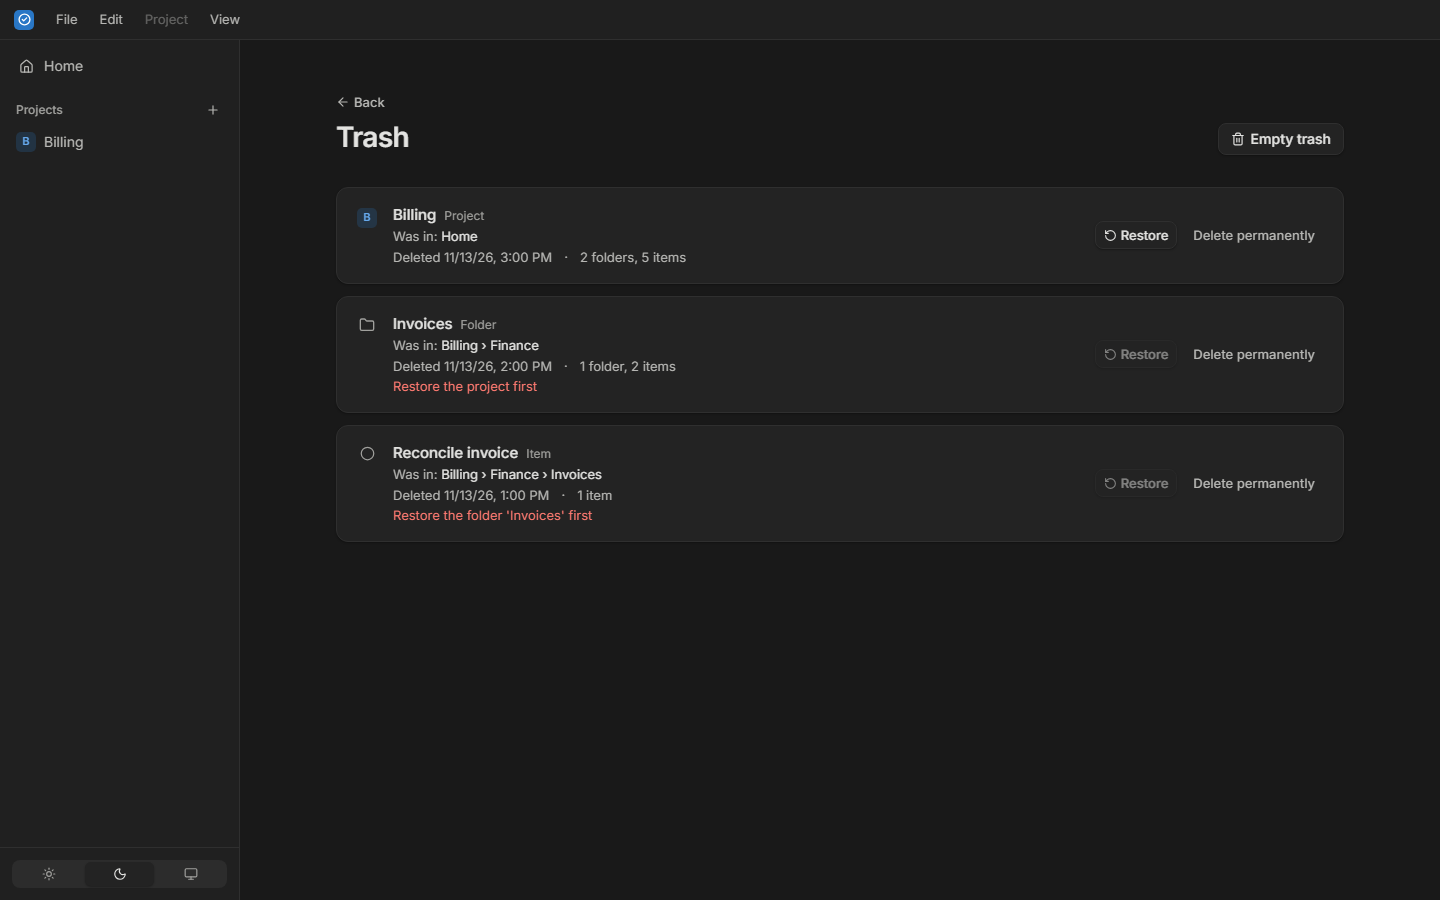 File Edit Project View
Home
Projects
B Billing
Back
Trash
Empty trash
B Billing Project
Was in: Home
Deleted 11/13/26, 3:00 PM · 2 folders, 5 items
Restore Delete permanently
Invoices Folder
Was in: Billing › Finance
Deleted 11/13/26, 2:00 PM · 1 folder, 2 items
Restore the project first
Restore Delete permanently
Reconcile invoice Item
Was in: Billing › Finance › Invoices
Deleted 11/13/26, 1:00 PM · 1 item
Restore the folder 'Invoices' first
Restore Delete permanently